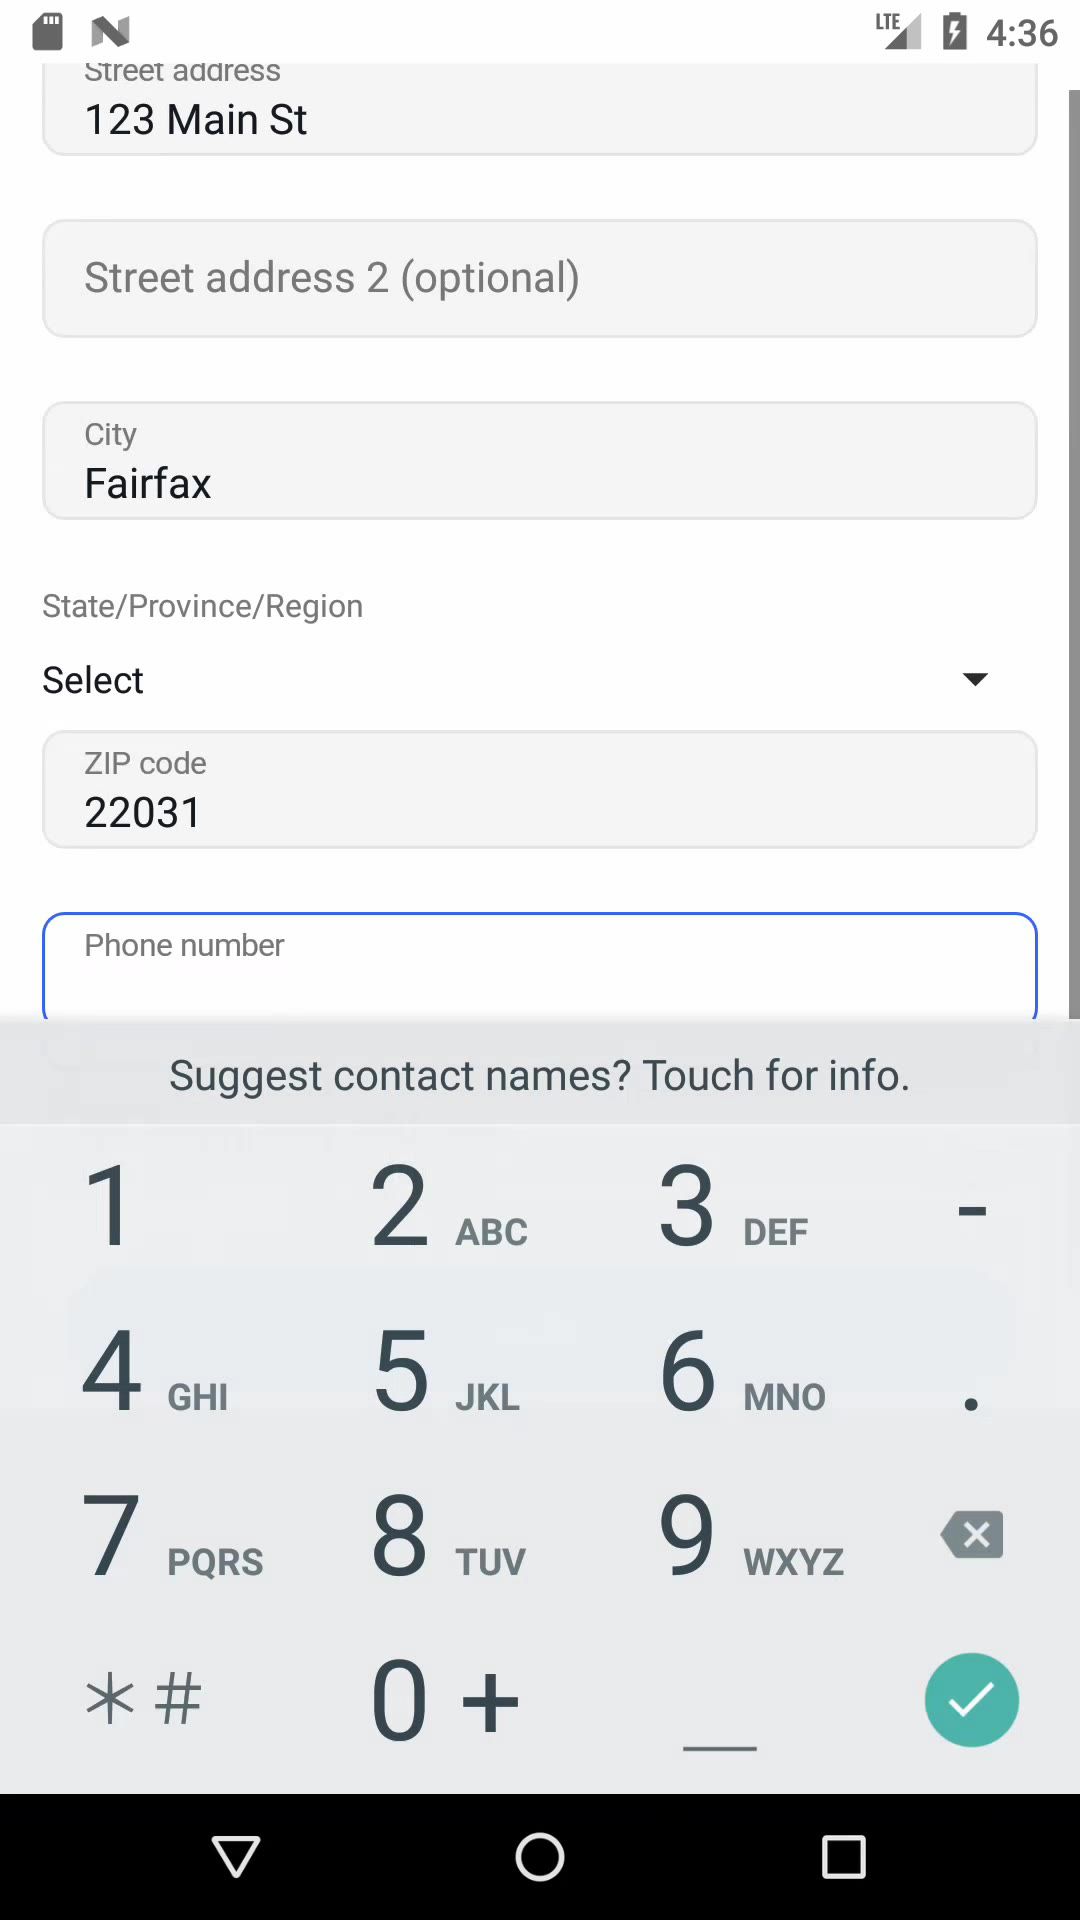 LTE 4:36
Street address
123 Main St
Street address 2 (optional)
City
Fairfax
State/Province/Region
Select
ZIP code
22031
Phone number
Suggest contact names? Touch for info.
1 2 ABC 3 DEF -
4 GHI 5 JKL 6 MNO .
7 PQRS 8 TUV 9 WXYZ
* # 0 + _